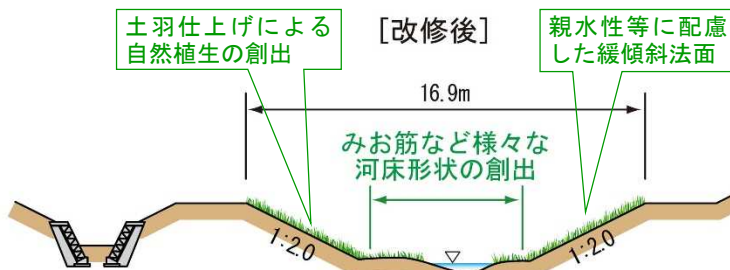 土羽仕上げによる
自然植生の創出
[改修後]
親水性等に配慮
した緩傾斜法面
16.9m
みお筋など様々な
河床形状の創出
1:2.0
1:2.0